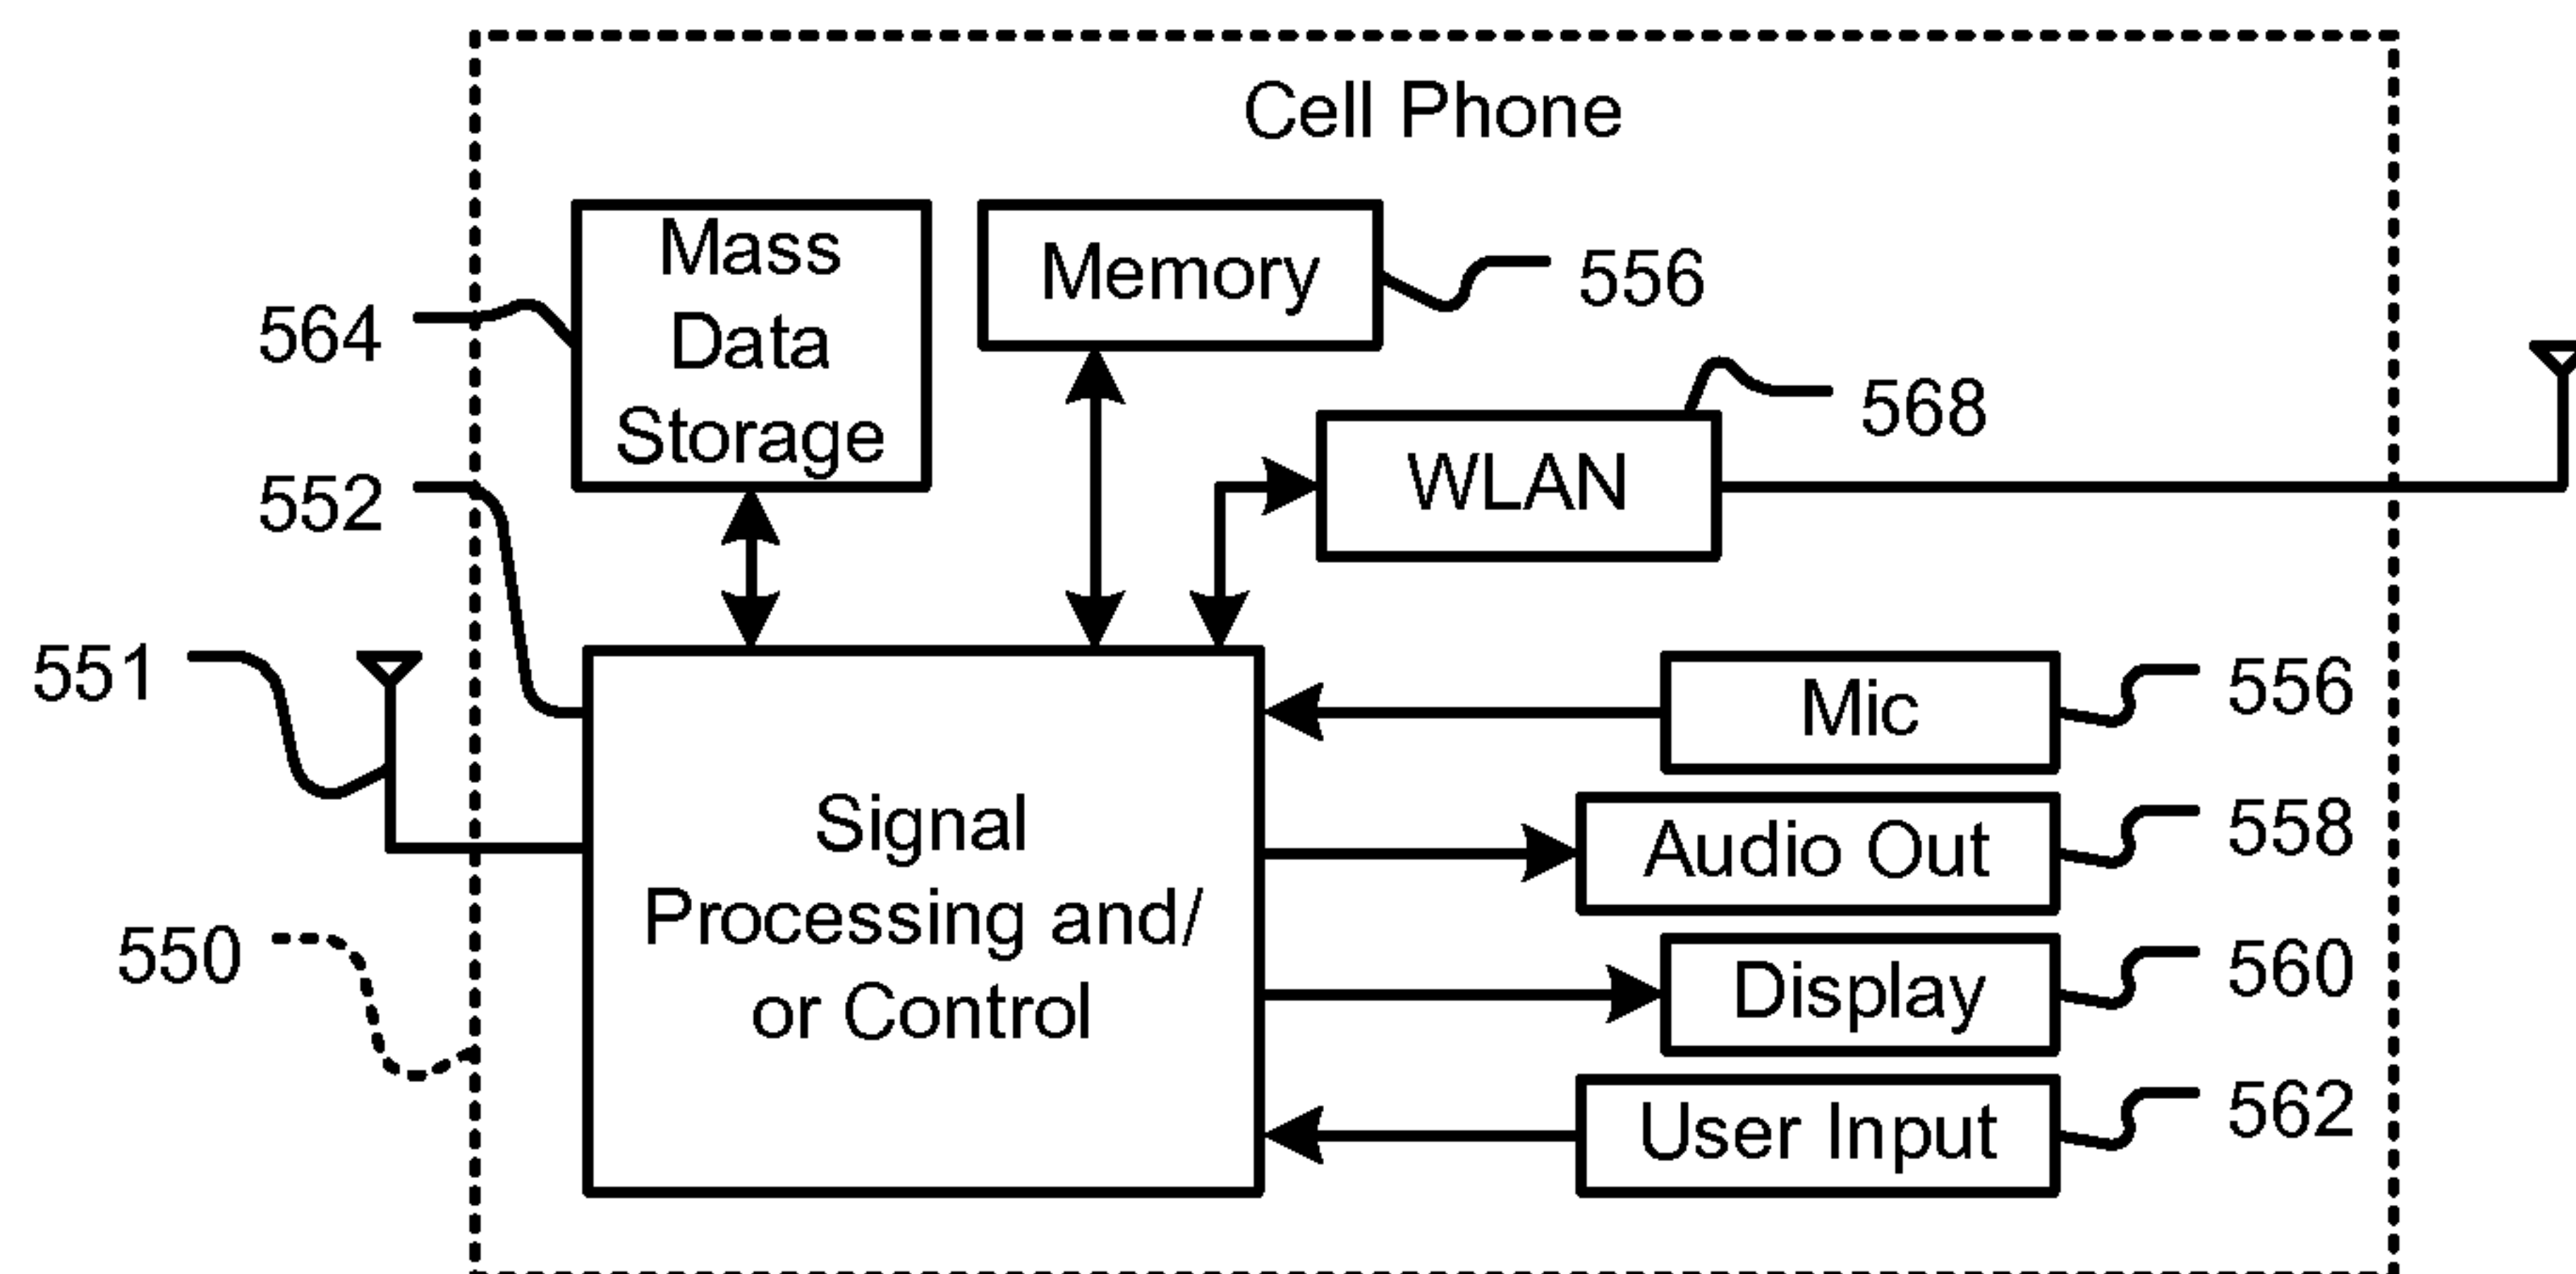 Cell Phone
Mass
Data
Storage
Memory
556
564
568
WLAN
552
551
Mic
556
Signal
Processing and/
or Control
Audio Out
558
550
Display
560
User Input
562